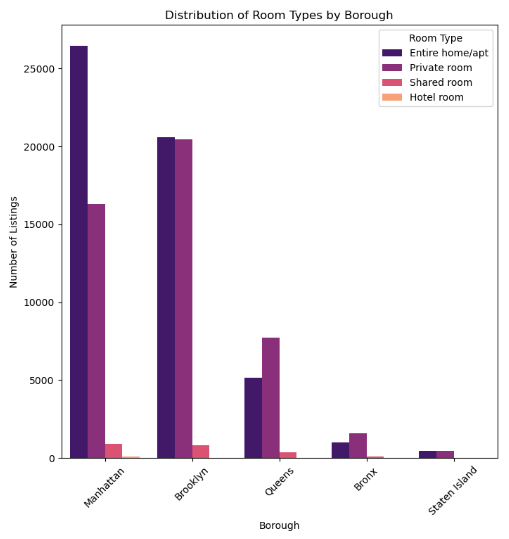 Distribution of Room Types by Borough
Room Type
Entire home/apt
Private room
Shared room
Hotel room
Number of Listings
25000
20000
15000
10000
5000
0
Manhattan
Brooklyn
Queens
Bronx
Staten Island
Borough